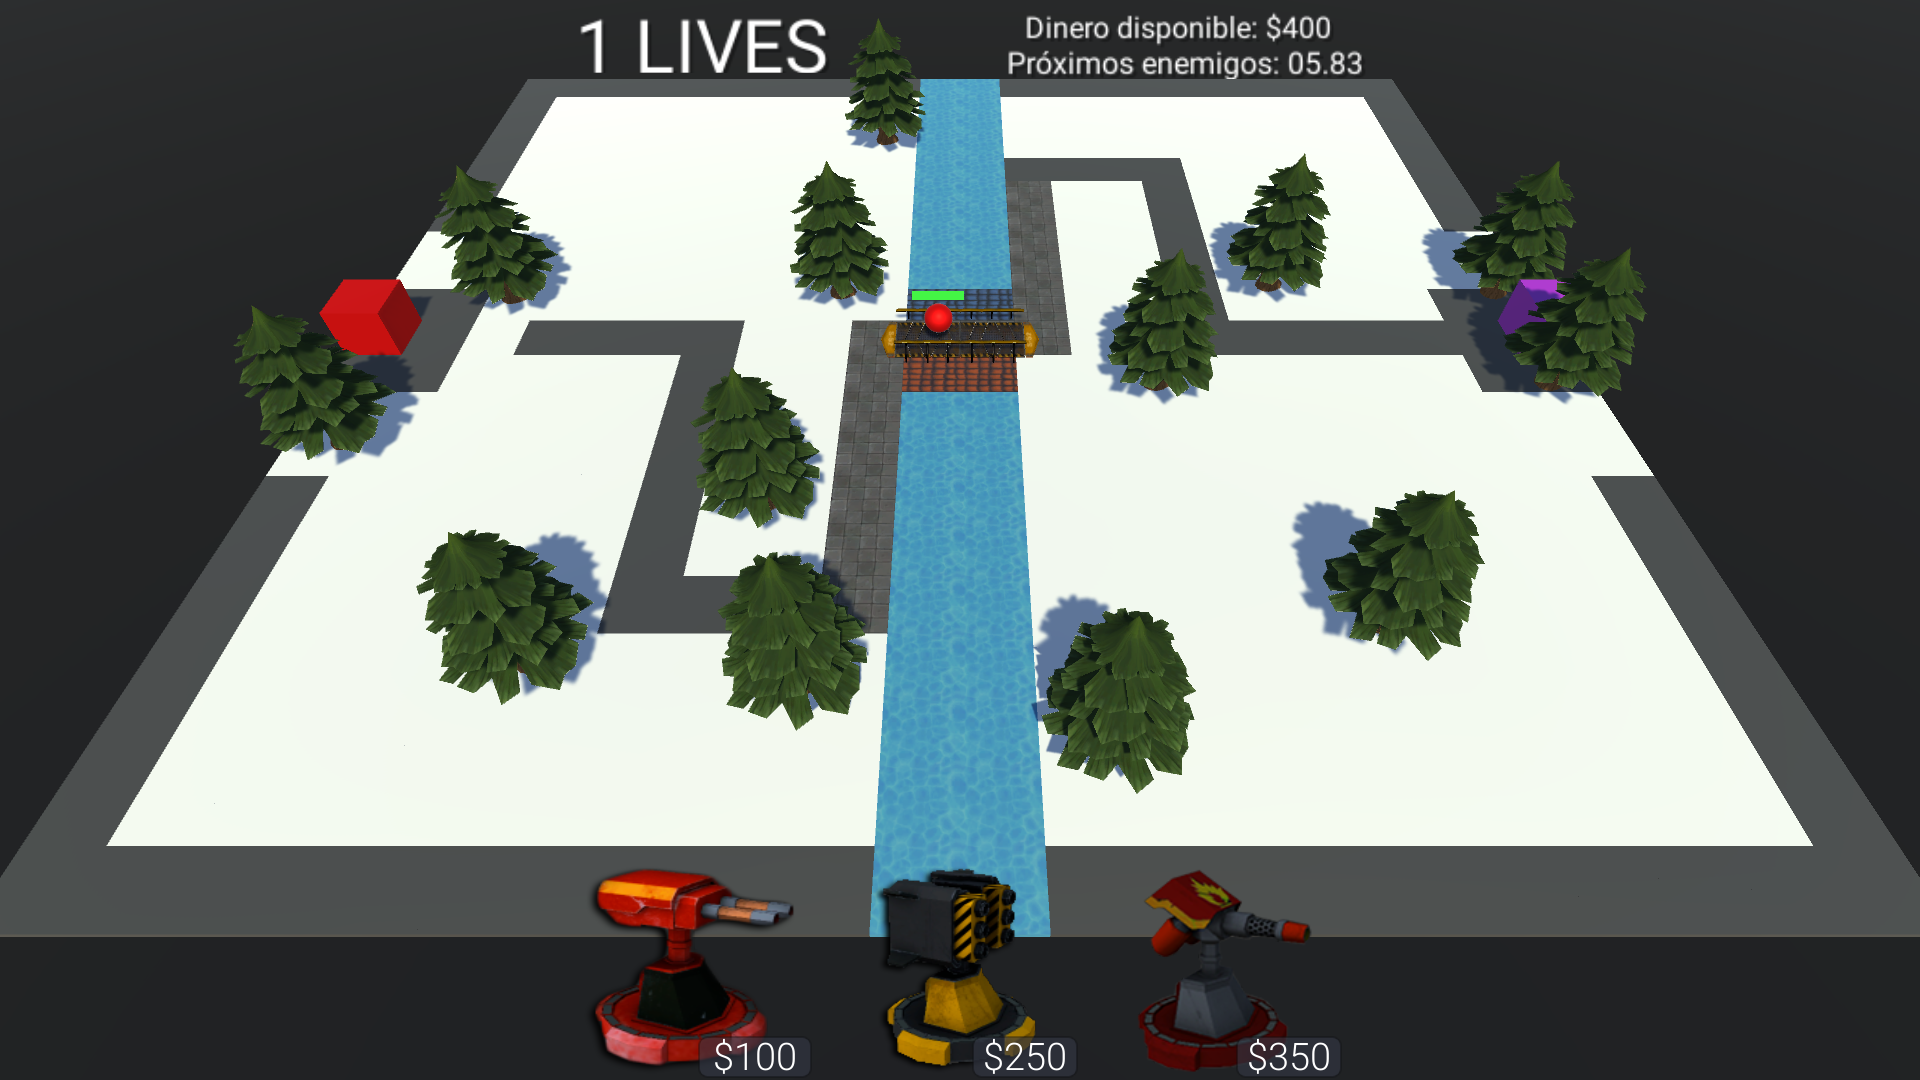 1 LIVES
Dinero disponible: $400
Próximos enemigos: 05.83
$100
$250
$350